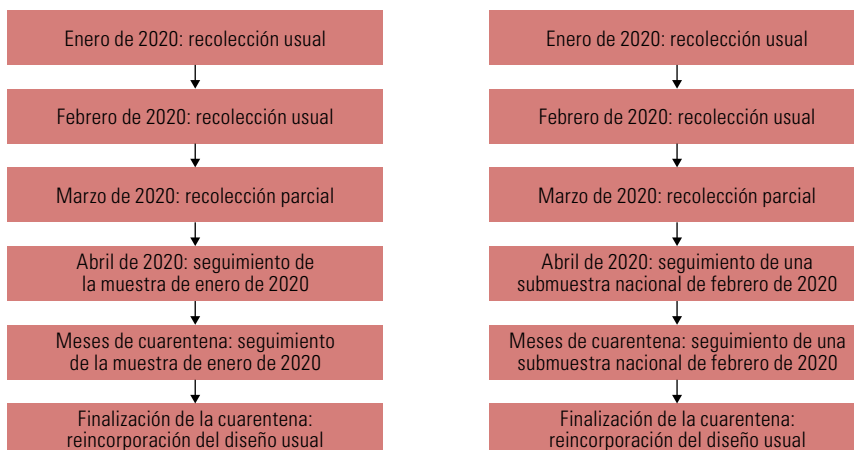 Enero de 2020: recolección usual
Febrero de 2020: recolección usual
Marzo de 2020: recolección parcial
Abril de 2020: seguimiento de
la muestra de enero de 2020
Meses de cuarentena: seguimiento
de la muestra de enero de 2020
Finalización de la cuarentena:
reincorporación del diseño usual
Enero de 2020: recolección usual
Febrero de 2020: recolección usual
Marzo de 2020: recolección parcial
Abril de 2020: seguimiento de una
submuestra nacional de febrero de 2020
Meses de cuarentena: seguimiento de una
submuestra nacional de febrero de 2020
Finalización de la cuarentena:
reincorporación del diseño usual